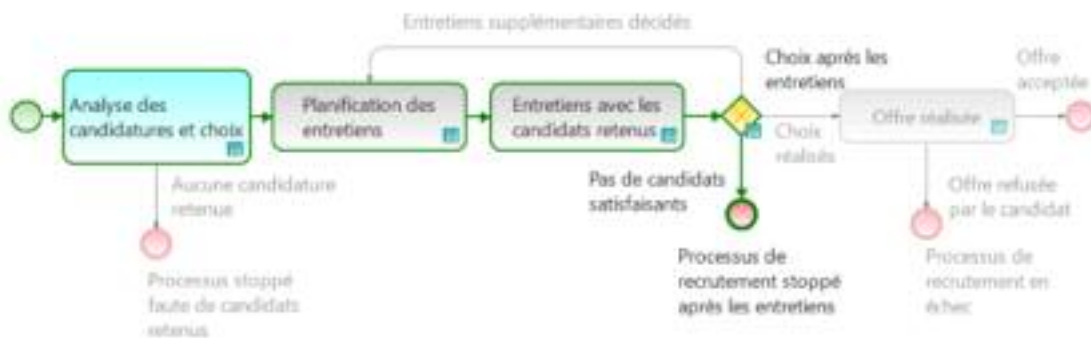 Entretiens supplémentaires décidés
Choix après les
entretiens
Offre
acceptée
Analyse des
candidatures et choix
Planification des
entretiens
Entretiens avec les
candidats retenus
Offre réalisée
Choix
réalisés
Aucune candidature
retenue
Pas de candidats
satisfaisants
Offre refusée
par le candidat
Processus stoppé
faute de candidats
retenus
Processus de
recrutement stoppé
après les entretiens
Processus de
recrutement en
échec